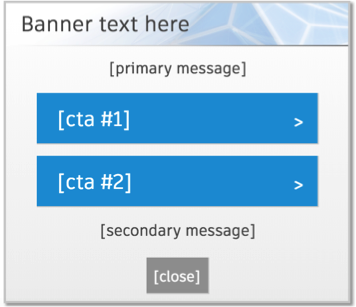 Banner text here
[primary message]
[cta #1] >
[cta #2] >
[secondary message]
[close]